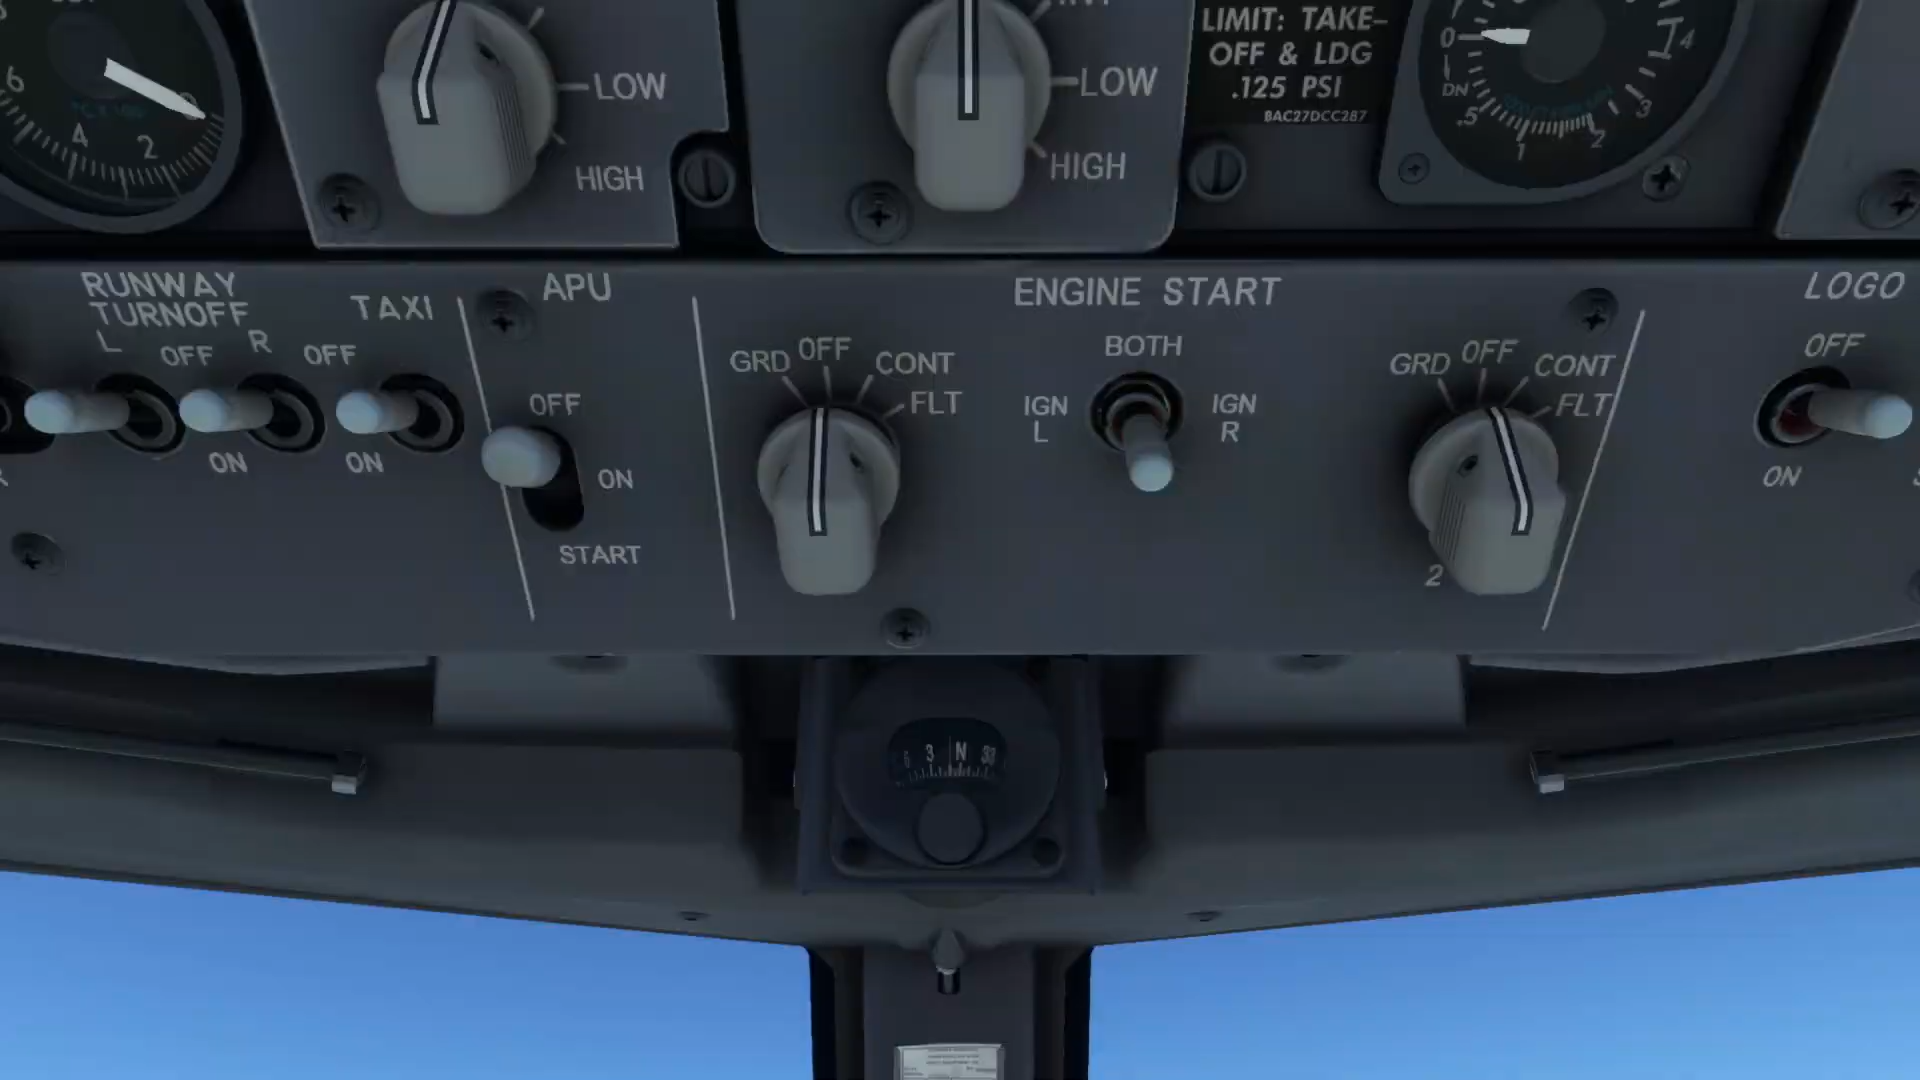 6
4
2
LOW
HIGH
LOW
HIGH
LIMIT: TAKE-
OFF & LDG
.125 PSI
BAC27DCC287
0
DN
.5
1
2
3
4
RUNWAY
TURNOFF
L
OFF
R
OFF
ON
TAXI
ON
APU
OFF
ON
START
ENGINE START
GRD
OFF
CONT
FLT
BOTH
IGN
L
IGN
R
GRD
OFF
CONT
FLT
2
LOGO
OFF
ON
6
3
N
33